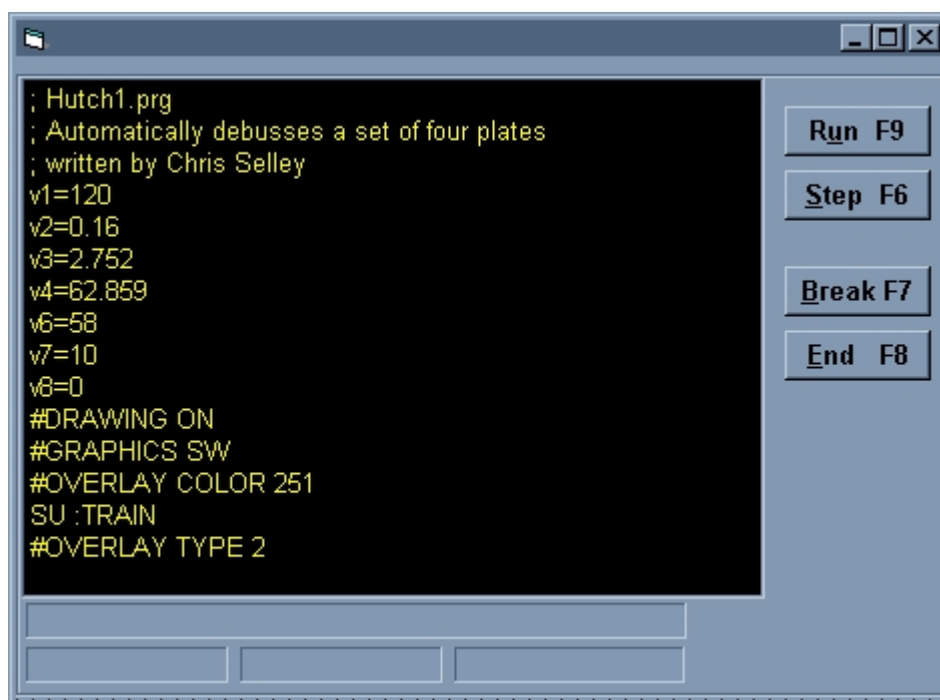 ; Hutch1.prg
; Automatically debusses a set of four plates
; written by Chris Selley
v1=120
v2=0.16
v3=2.752
v4=62.859
v6=58
v7=10
v8=0
#DRAWING ON
#GRAPHICS SW
#OVERLAY COLOR 251
SU :TRAIN
#OVERLAY TYPE 2
Run F9
Step F6
Break F7
End F8